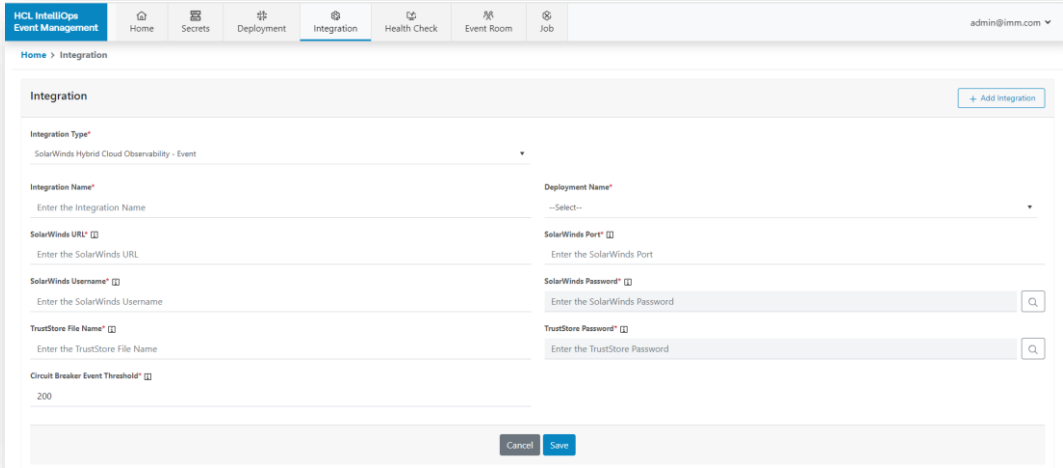 HCL IntelliOps
Event Management
Home
Secrets
Deployment
Integration
Health Check
Event Room
Job
admin@imm.com
Home > Integration
Integration
+ Add Integration
Integration Type*
SolarWinds Hybrid Cloud Observability - Event
Integration Name*
Deployment Name*
Enter the Integration Name
--Select--
SolarWinds URL*
SolarWinds Port*
Enter the SolarWinds URL
Enter the SolarWinds Port
SolarWinds Username*
SolarWinds Password*
Enter the SolarWinds Username
Enter the SolarWinds Password
TrustStore File Name*
TrustStore Password*
Enter the TrustStore File Name
Enter the TrustStore Password
Circuit Breaker Event Threshold*
200
Cancel
Save